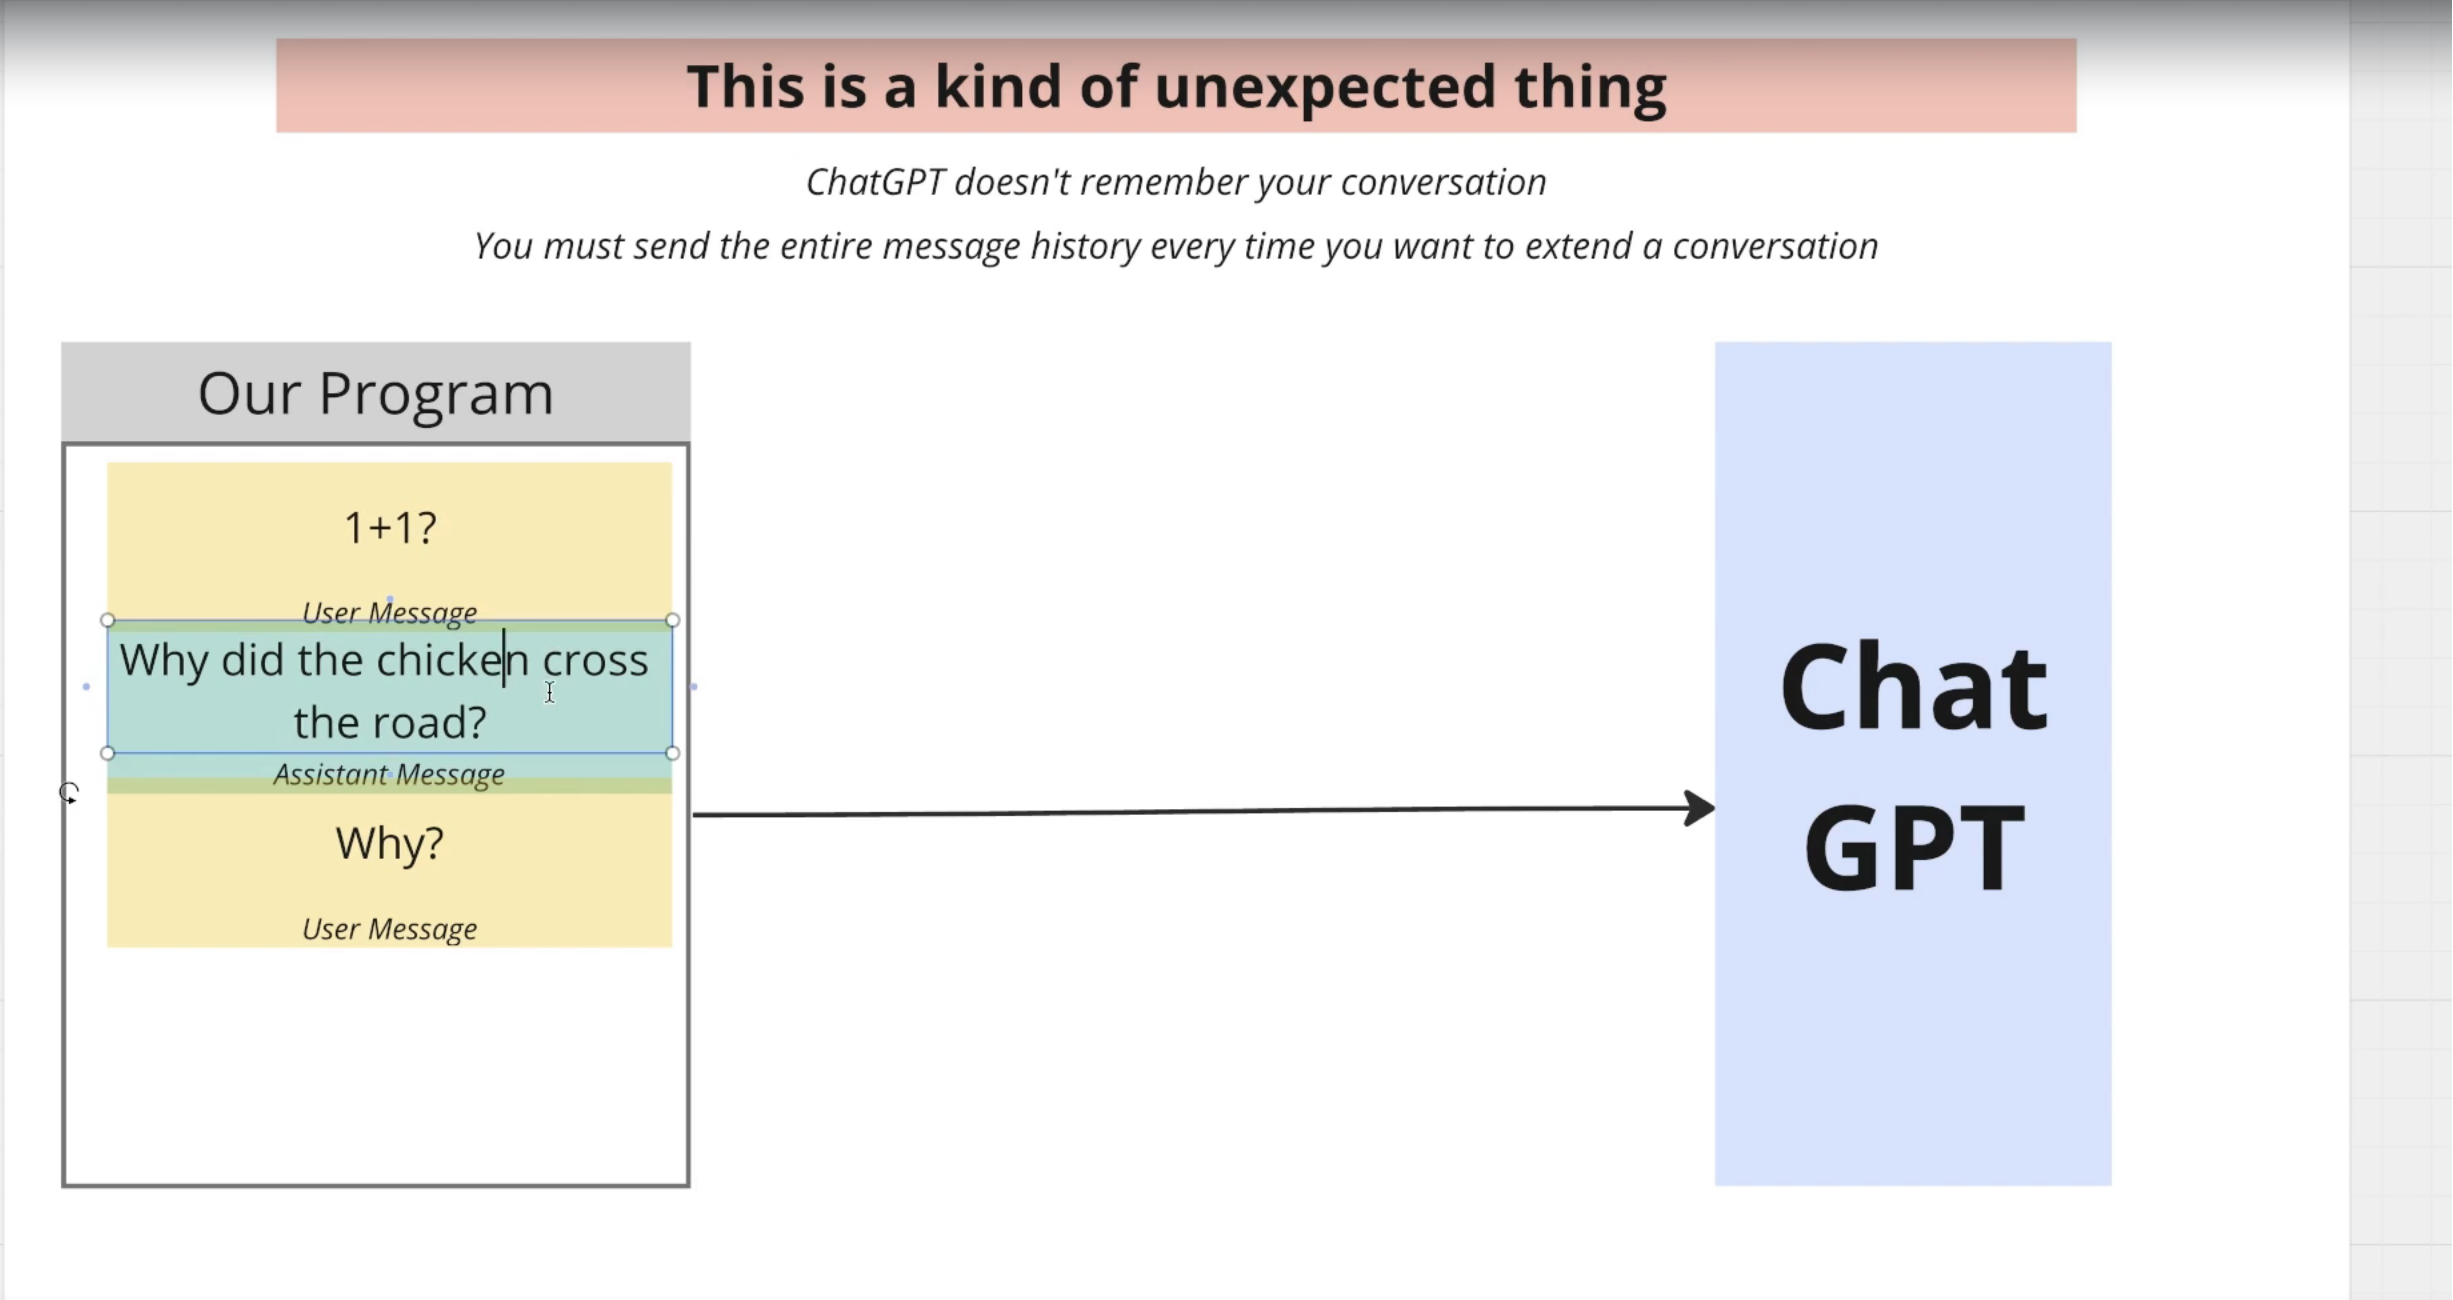 This is a kind of unexpected thing
ChatGPT doesn't remember your conversation
You must send the entire message history every time you want to extend a conversation
Our Program
1+1?
User Message
Why did the chicken cross
the road?
Assistant Message
Why?
User Message
Chat
GPT